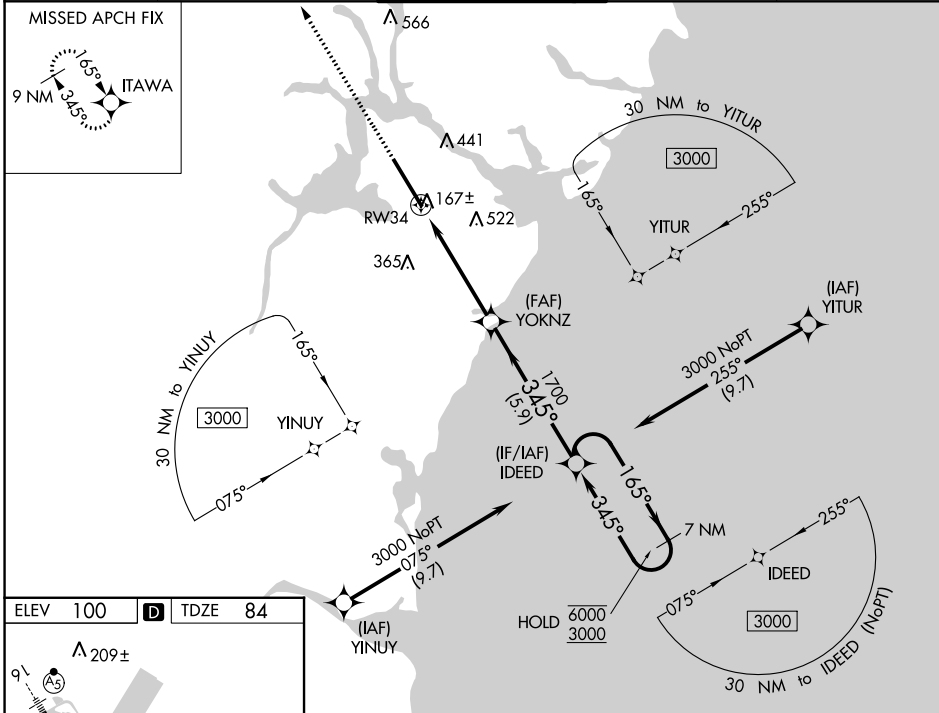 MISSED APCH FIX
165°
ITAWA
9 NM
345°
566
441
167±
RW34
522
365
30 NM to YITUR
3000
165°
255°
YITUR
(FAF)
YOKNZ
(IAF)
YITUR
3000 NoPT
255°
(9.7)
30 NM to YINUY
3000
165°
YINUY
075°
1700
345°
(5.9)
(IF/IAF)
IDEED
165°
345°
7 NM
HOLD
6000
3000
3000 NoPT
075°
(9.7)
(IAF)
YINUY
255°
IDEED
075°
3000
30 NM to IDEED (NoPT)
ELEV 100 D TDZE 84
209±
16
A5